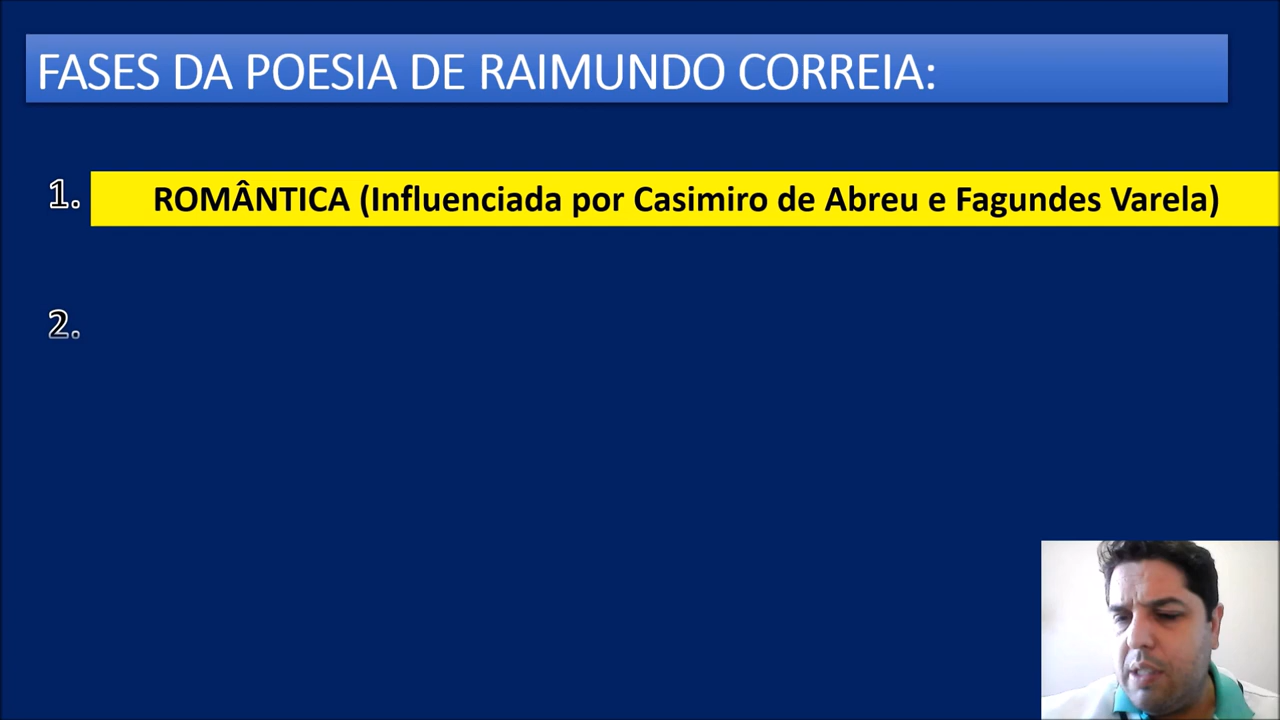 FASES DA POESIA DE RAIMUNDO CORREIA:
1. ROMÂNTICA (Influenciada por Casimiro de Abreu e Fagundes Varela)
2.